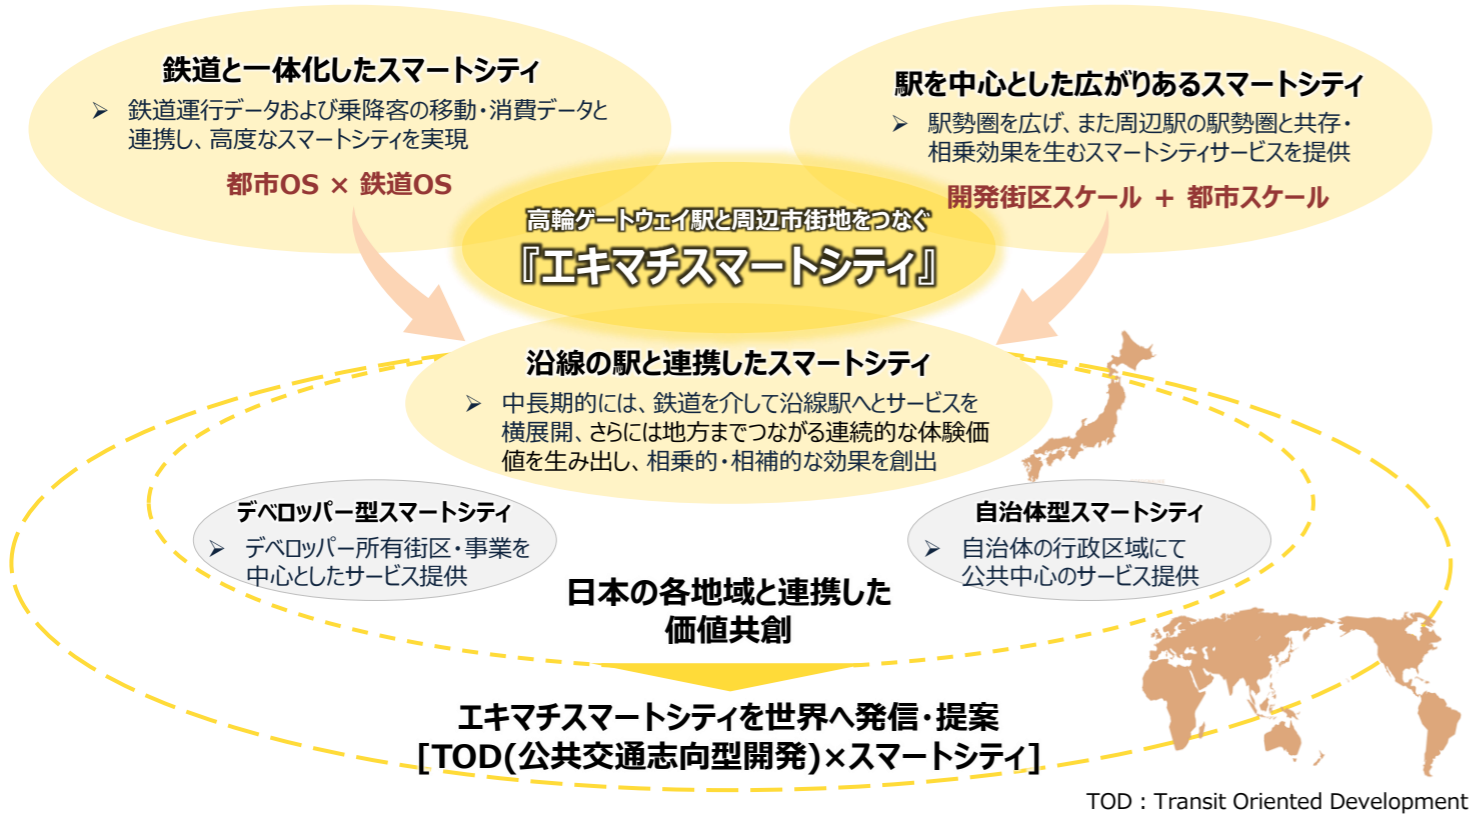 鉄道と一体化したスマートシティ
➢ 鉄道運行データおよび乗降客の移動・消費データと
連携し、高度なスマートシティを実現
都市OS × 鉄道OS
駅を中心とした広がりあるスマートシティ
➢ 駅勢圏を広げ、また周辺駅の駅勢圏と共存・
相乗効果を生むスマートシティサービスを提供
開発街区スケール + 都市スケール
高輪ゲートウェイ駅と周辺市街地をつなぐ
『エキマチスマートシティ』
沿線の駅と連携したスマートシティ
➢ 中長期的には、鉄道を介して沿線駅へとサービスを
横展開、さらには地方までつながる連続的な体験価
値を生み出し、相乗的・相補的な効果を創出
デベロッパー型スマートシティ
➢ デベロッパー所有街区・事業を
中心としたサービス提供
自治体型スマートシティ
➢ 自治体の行政区域にて
公共中心のサービス提供
日本の各地域と連携した
価値共創
エキマチスマートシティを世界へ発信・提案
[TOD(公共交通志向型開発)×スマートシティ]
TOD : Transit Oriented Development